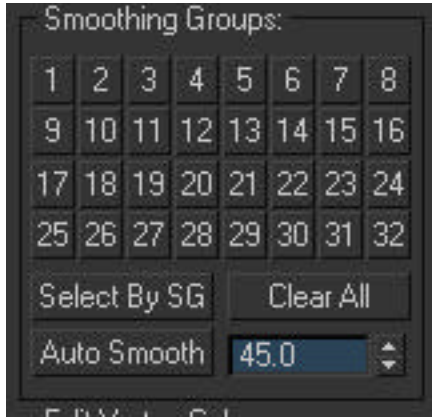 Smoothing Groups:
1 2 3 4 5 6 7 8
9 10 11 12 13 14 15 16
17 18 19 20 21 22 23 24
25 26 27 28 29 30 31 32
Select By SG Clear All
Auto Smooth 45.0